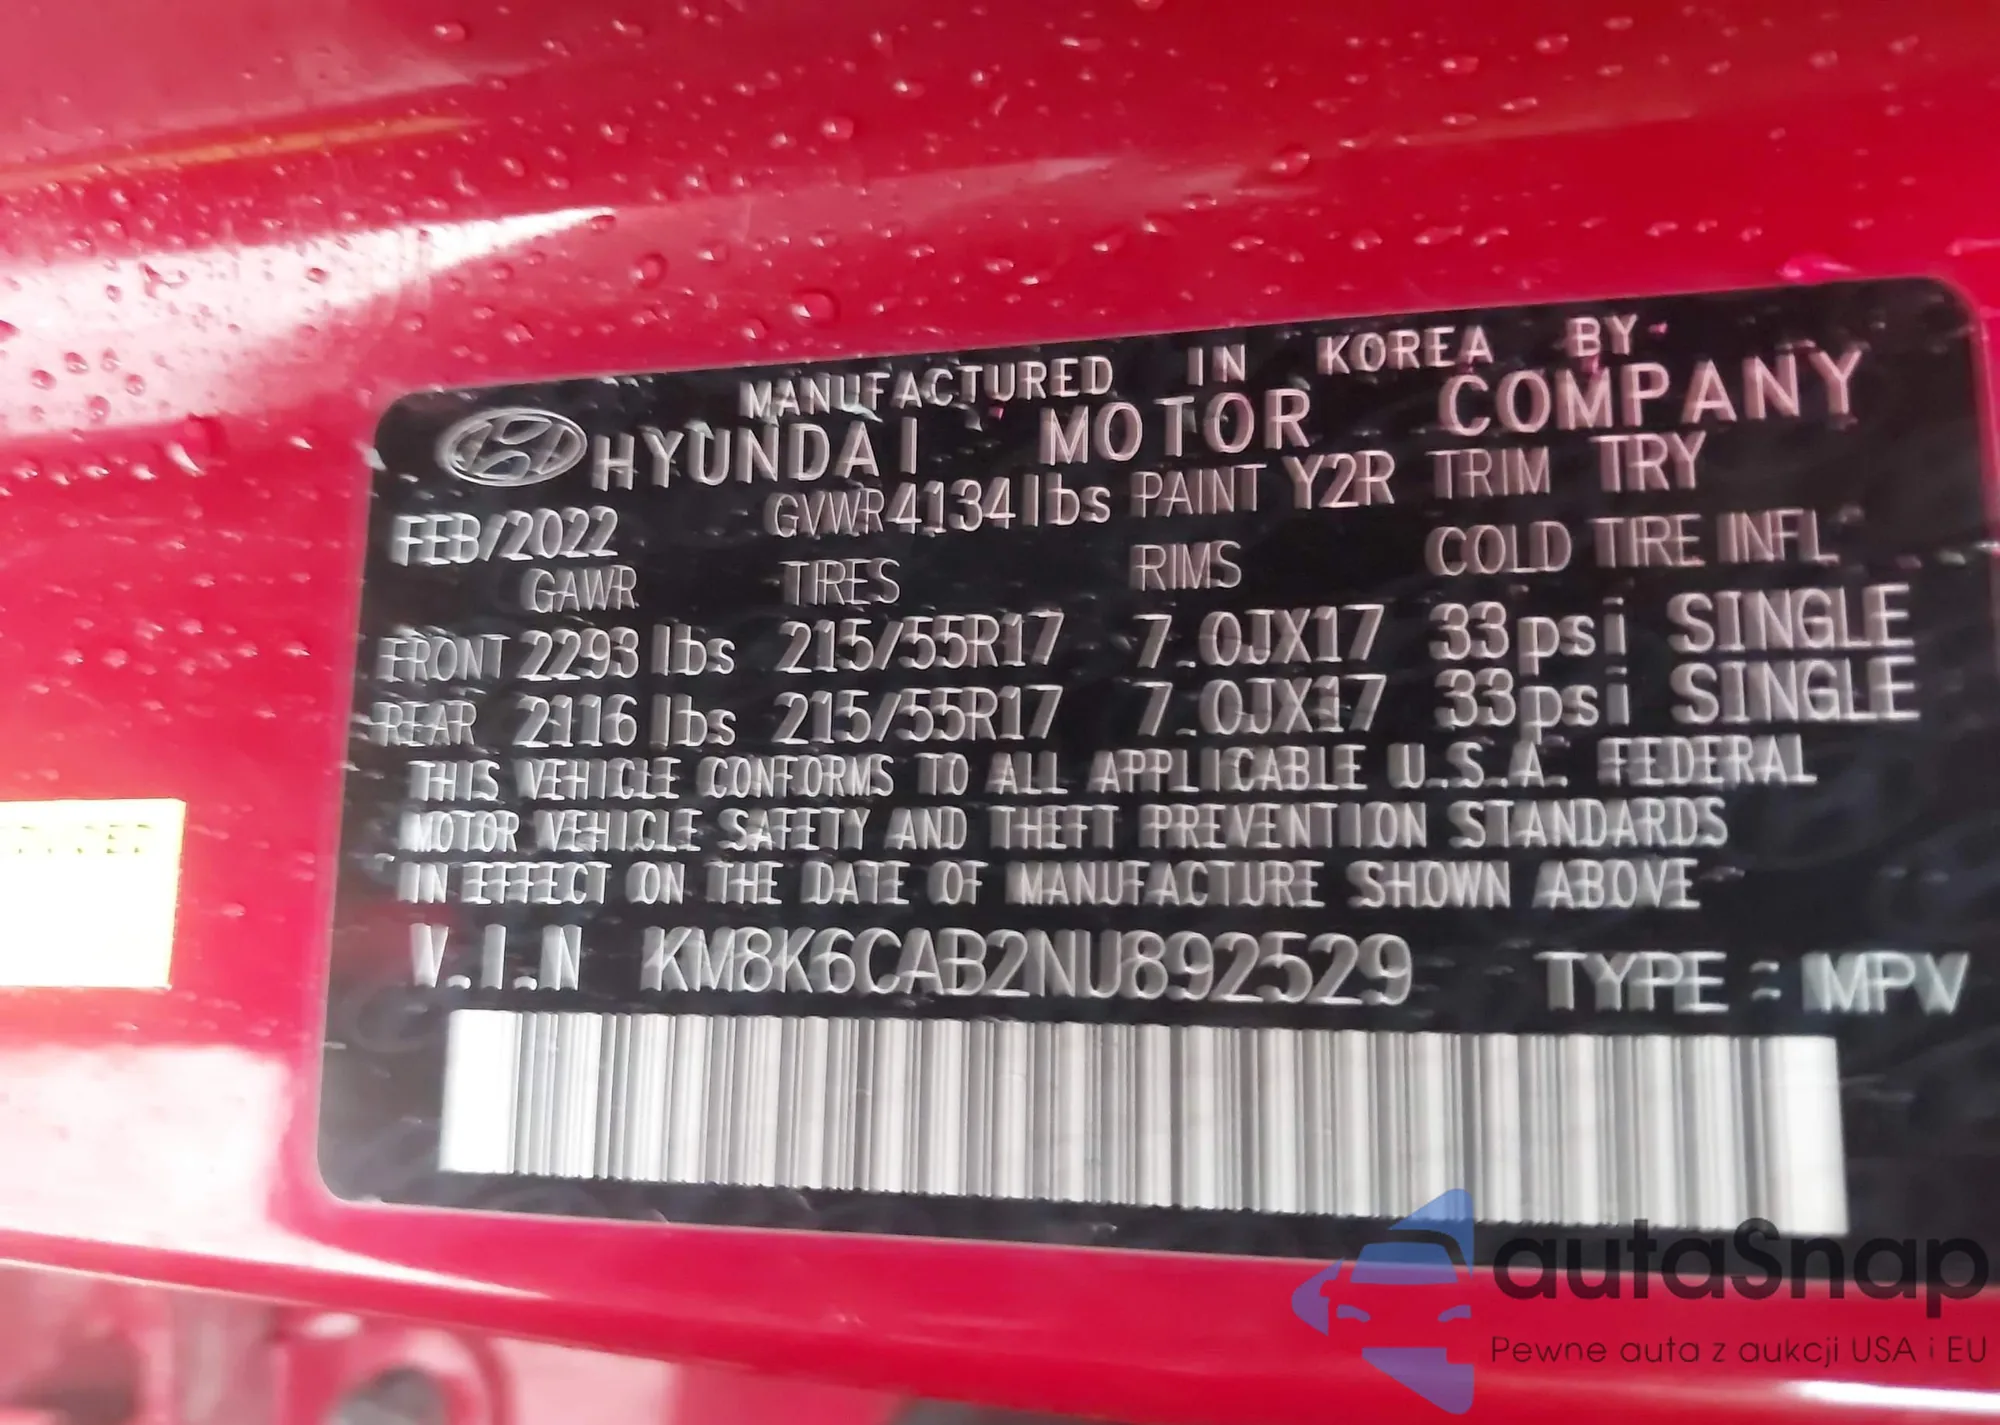 MANUFACTURED IN KOREA BY
HYUNDAI MOTOR COMPANY
FEB/2022 GVWR 4134lbs PAINT Y2R TRIM TRY
GAWR TIRES RIMS COLD TIRE INFL
FRONT 2293 lbs 215/55R17 7.0JX17 33psi SINGLE
REAR 2116 lbs 215/55R17 7.0JX17 33psi SINGLE
THIS VEHICLE CONFORMS TO ALL APPLICABLE U.S.A. FEDERAL
MOTOR VEHICLE SAFETY AND THEFT PREVENTION STANDARDS
IN EFFECT ON THE DATE OF MANUFACTURE SHOWN ABOVE
V.I.N KM8K6CAB2NU892529 TYPE : MPV
autaSnap
Pewne auta z aukcji USA i EU